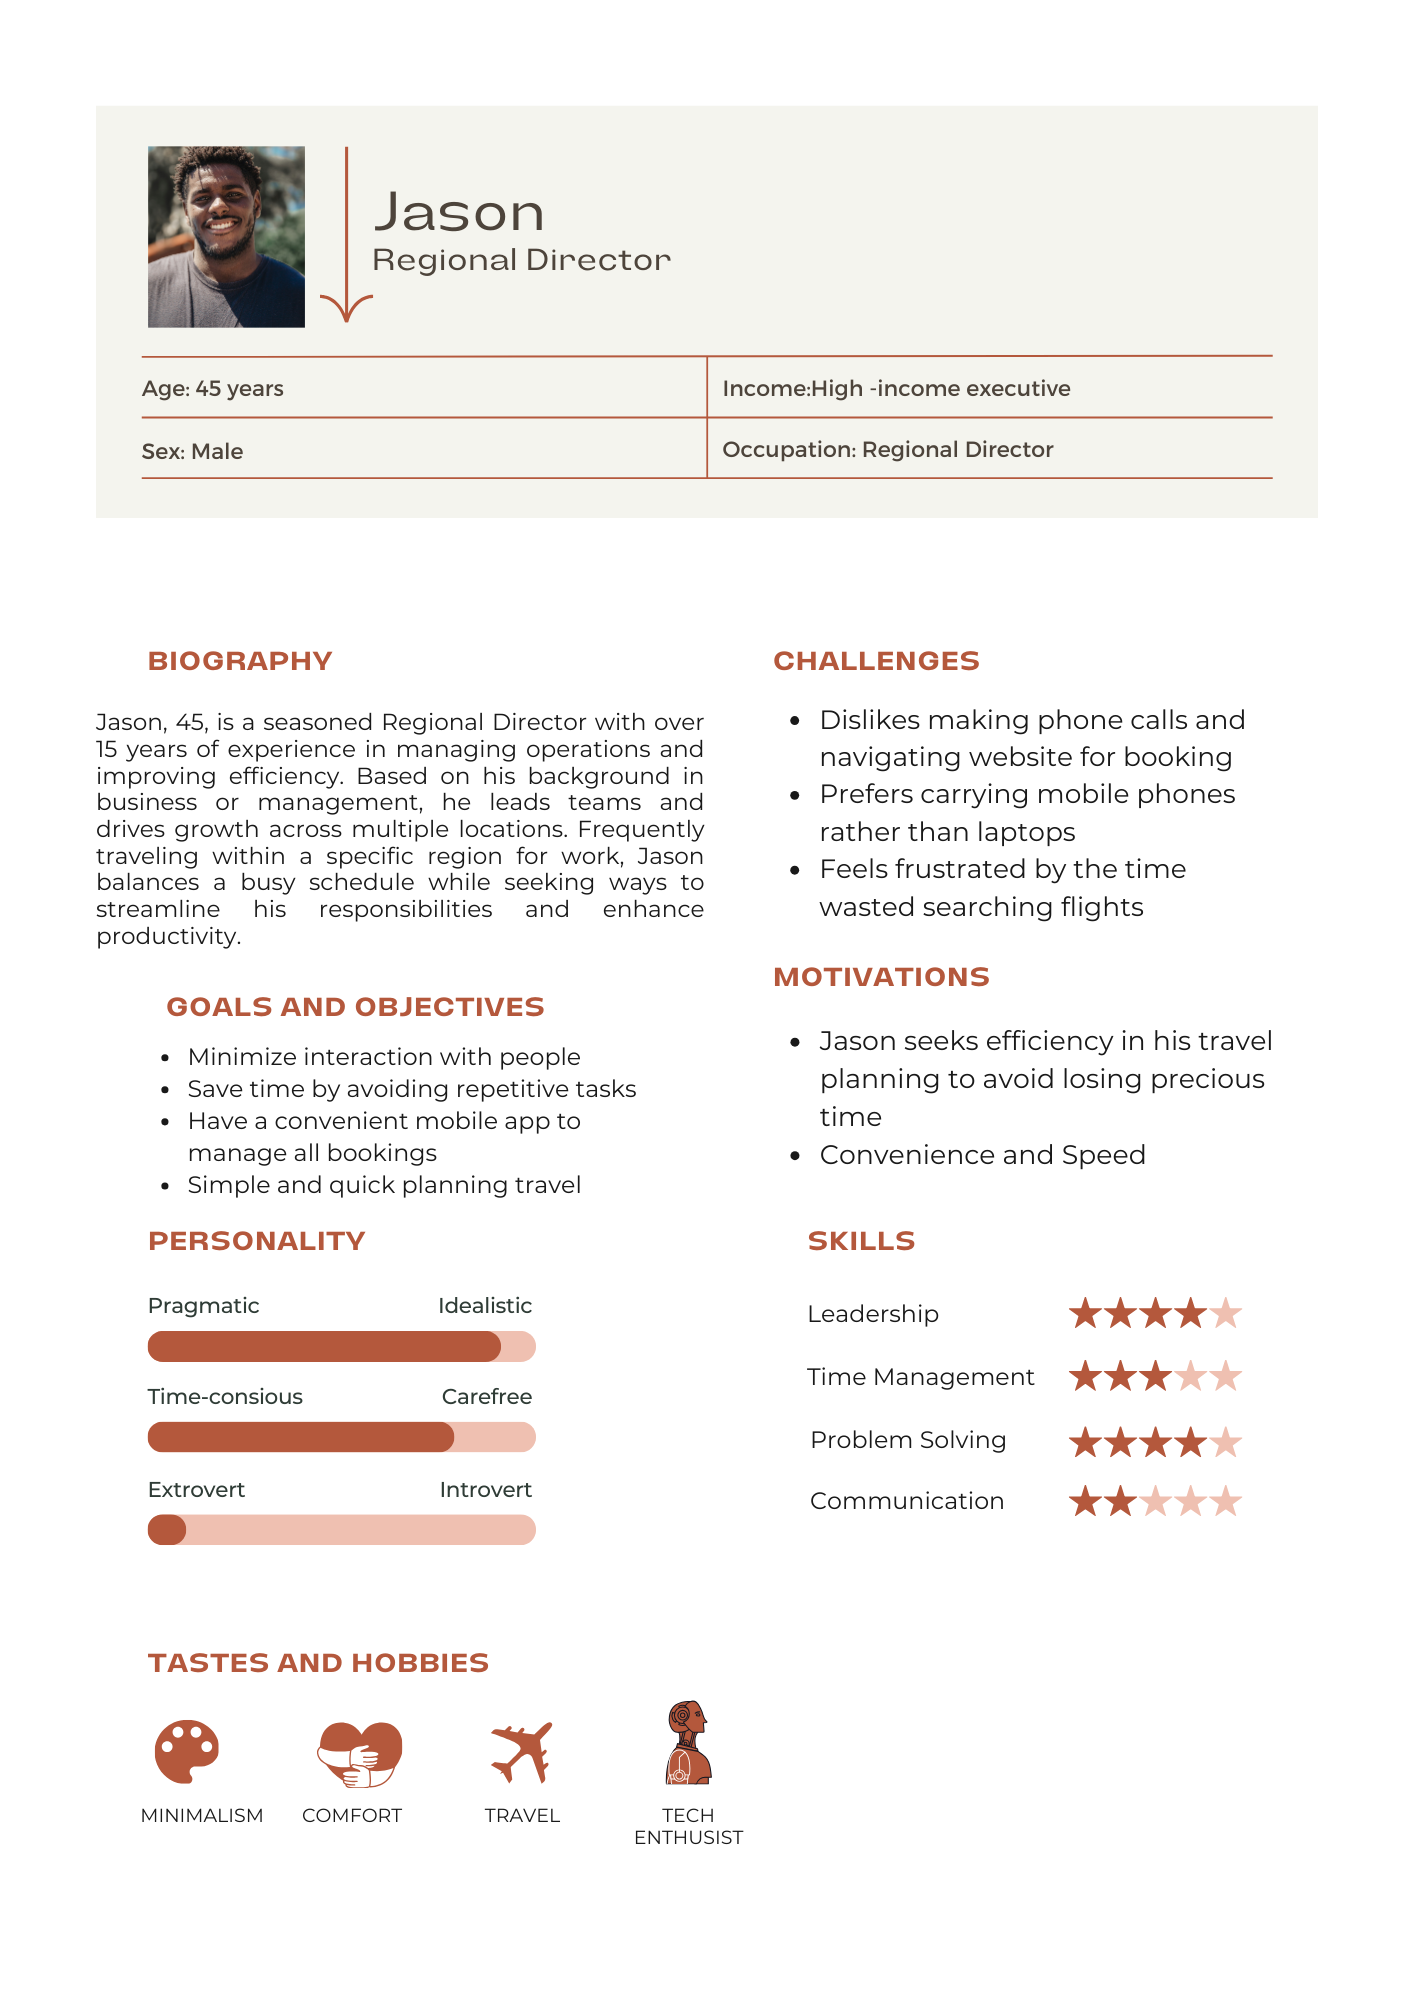 Jason
Regional Director
Age: 45 years
Income:High -income executive
Sex: Male
Occupation: Regional Director
BIOGRAPHY
Jason, 45, is a seasoned Regional Director with over
15 years of experience in managing operations and
improving efficiency. Based on his background in
business or management, he leads teams and
drives growth across multiple locations. Frequently
traveling within a specific region for work, Jason
balances a busy schedule while seeking ways to
streamline his responsibilities and enhance
productivity.
GOALS AND OBJECTIVES
• Minimize interaction with people
• Save time by avoiding repetitive tasks
• Have a convenient mobile app to
manage all bookings
• Simple and quick planning travel
CHALLENGES
• Dislikes making phone calls and
navigating website for booking
• Prefers carrying mobile phones
rather than laptops
• Feels frustrated by the time
wasted searching flights
MOTIVATIONS
• Jason seeks efficiency in his travel
planning to avoid losing precious
time
• Convenience and Speed
PERSONALITY
Pragmatic Idealistic
Time-consious Carefree
Extrovert Introvert
SKILLS
Leadership
Time Management
Problem Solving
Communication
TASTES AND HOBBIES
MINIMALISM
COMFORT
TRAVEL
TECH
ENTHUSIST